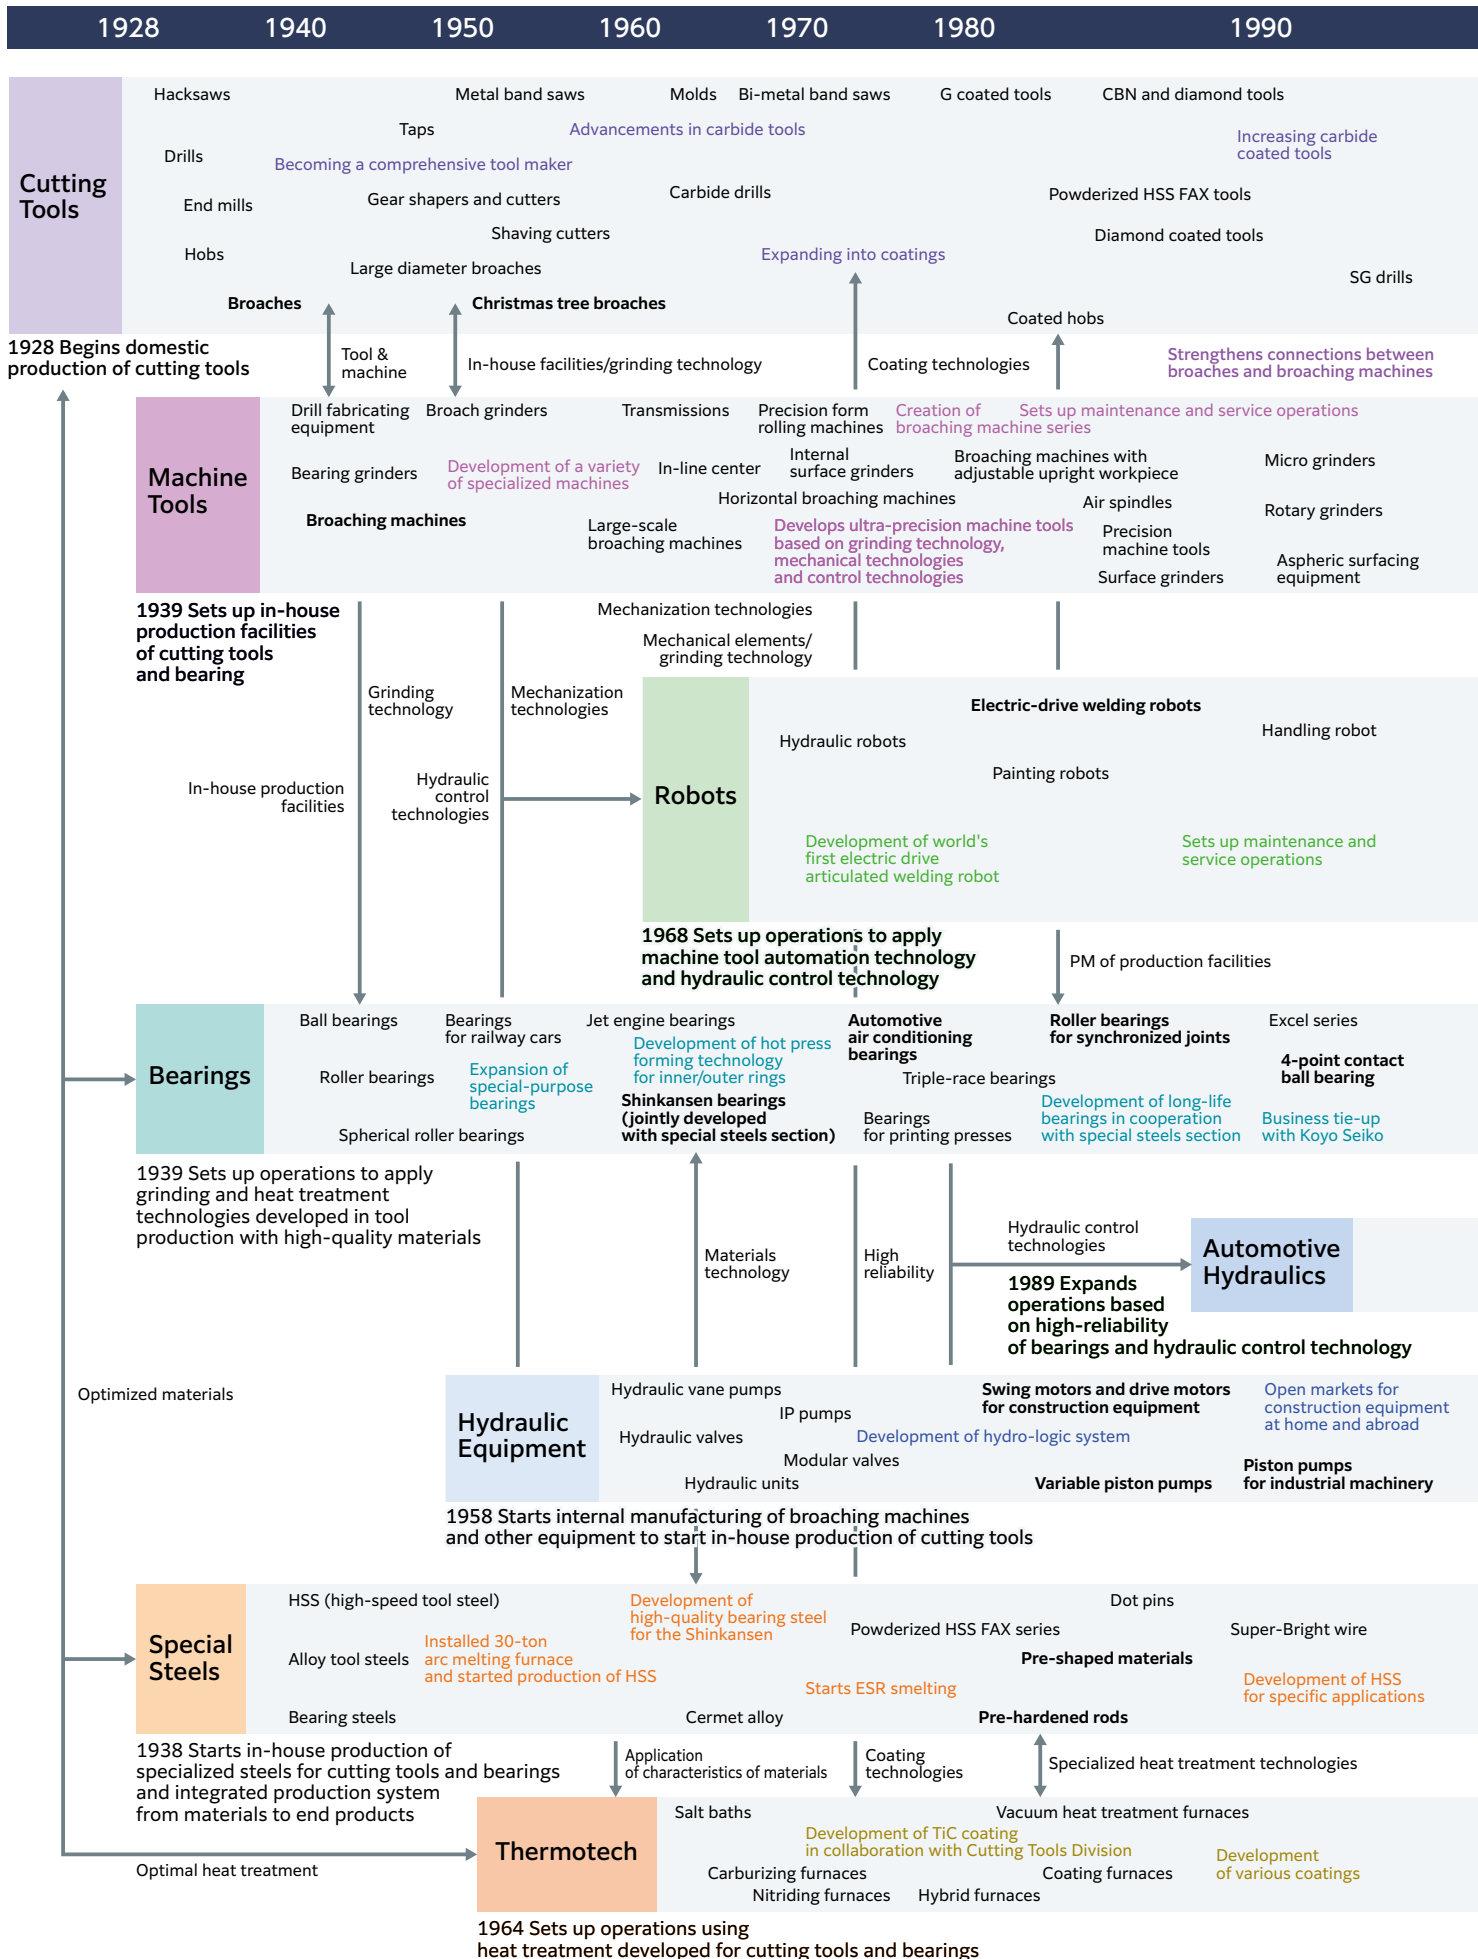 1928 1940 1950 1960 1970 1980 1990
Cutting
Tools
Hacksaws
Metal band saws
Molds
Bi-metal band saws
G coated tools
CBN and diamond tools
Taps
Advancements in carbide tools
Increasing carbide
coated tools
Drills
Becoming a comprehensive tool maker
End mills
Gear shapers and cutters
Carbide drills
Powderized HSS FAX tools
Shaving cutters
Diamond coated tools
Hobs
Large diameter broaches
Expanding into coatings
SG drills
Broaches
Christmas tree broaches
Coated hobs
1928 Begins domestic
production of cutting tools
Tool &
machine
In-house facilities/grinding technology
Coating technologies
Strengthens connections between
broaches and broaching machines
Machine
Tools
Drill fabricating
equipment
Broach grinders
Transmissions
Precision form
rolling machines
Creation of
broaching machine series
Sets up maintenance and service operations
Bearing grinders
Development of a variety
of specialized machines
In-line center
Internal
surface grinders
Broaching machines with
adjustable upright workpiece
Micro grinders
Horizontal broaching machines
Air spindles
Rotary grinders
Broaching machines
Large-scale
broaching machines
Develops ultra-precision machine tools
based on grinding technology,
mechanical technologies
and control technologies
Precision
machine tools
Aspheric surfacing
equipment
Surface grinders
1939 Sets up in-house
production facilities
of cutting tools
and bearing
Mechanization technologies
Mechanical elements/
grinding technology
Grinding
technology
Mechanization
technologies
In-house production
facilities
Hydraulic
control
technologies
Robots
Electric-drive welding robots
Hydraulic robots
Handling robot
Painting robots
Development of world's
first electric drive
articulated welding robot
Sets up maintenance and
service operations
1968 Sets up operations to apply
machine tool automation technology
and hydraulic control technology
PM of production facilities
Bearings
Ball bearings
Bearings
for railway cars
Jet engine bearings
Automotive
air conditioning
bearings
Roller bearings
for synchronized joints
Excel series
Development of hot press
forming technology
for inner/outer rings
Roller bearings
Expansion of
special-purpose
bearings
Triple-race bearings
4-point contact
ball bearing
Shinkansen bearings
(jointly developed
with special steels section)
Bearings
for printing presses
Development of long-life
bearings in cooperation
with special steels section
Business tie-up
with Koyo Seiko
Spherical roller bearings
1939 Sets up operations to apply
grinding and heat treatment
technologies developed in tool
production with high-quality materials
Materials
technology
High
reliability
Hydraulic control
technologies
Automotive
Hydraulics
1989 Expands
operations based
on high-reliability
of bearings and hydraulic control technology
Optimized materials
Hydraulic
Equipment
Hydraulic vane pumps
IP pumps
Swing motors and drive motors
for construction equipment
Open markets for
construction equipment
at home and abroad
Hydraulic valves
Development of hydro-logic system
Modular valves
Hydraulic units
Variable piston pumps
Piston pumps
for industrial machinery
1958 Starts internal manufacturing of broaching machines
and other equipment to start in-house production of cutting tools
Special
Steels
HSS (high-speed tool steel)
Development of
high-quality bearing steel
for the Shinkansen
Dot pins
Powderized HSS FAX series
Super-Bright wire
Alloy tool steels
Installed 30-ton
arc melting furnace
and started production of HSS
Pre-shaped materials
Starts ESR smelting
Development of HSS
for specific applications
Bearing steels
Cermet alloy
Pre-hardened rods
1938 Starts in-house production of
specialized steels for cutting tools and bearings
and integrated production system
from materials to end products
Application
of characteristics of materials
Coating
technologies
Specialized heat treatment technologies
Optimal heat treatment
Thermotech
Salt baths
Vacuum heat treatment furnaces
Development of TiC coating
in collaboration with Cutting Tools Division
Development
of various coatings
Carburizing furnaces
Coating furnaces
Nitriding furnaces
Hybrid furnaces
1964 Sets up operations using
heat treatment developed for cutting tools and bearings